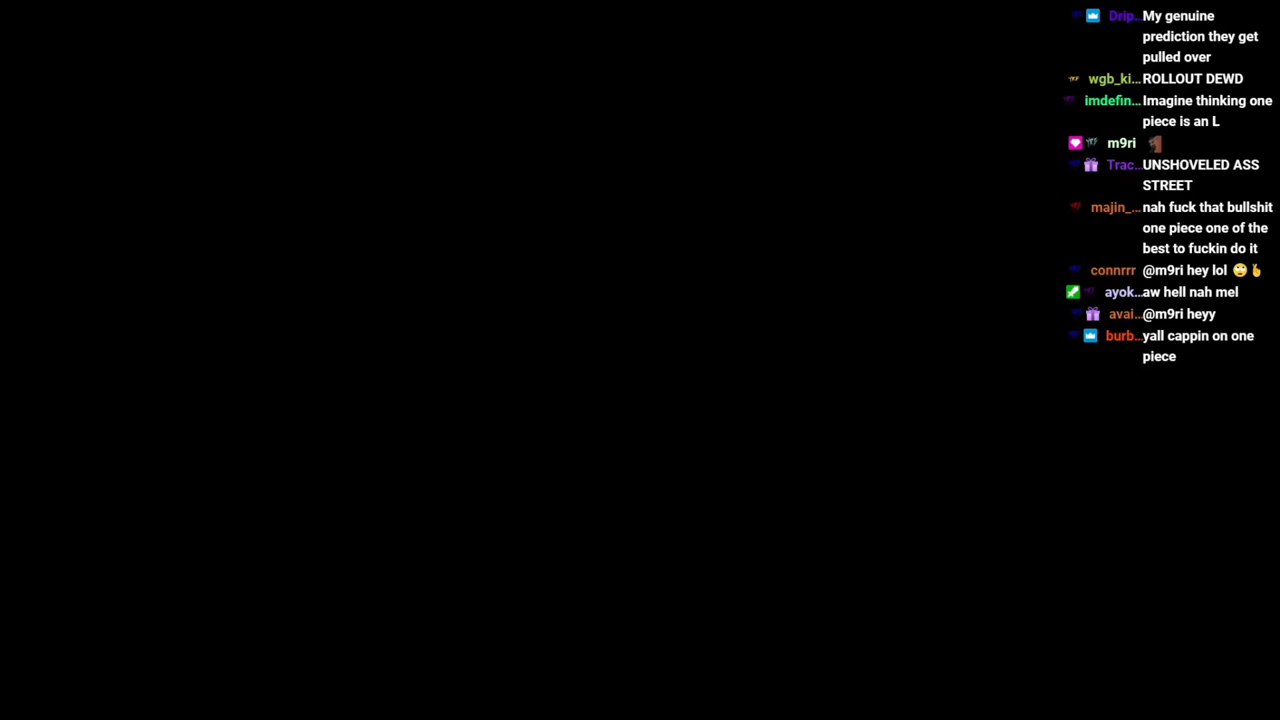 Drip...My genuine
prediction they get
pulled over
wgb_ki...ROLLOUT DEWD
imdefin...Imagine thinking one
piece is an L
m9ri
Trac...UNSHOVELED ASS
STREET
majin_...nah fuck that bullshit
one piece one of the
best to fuckin do it
connrrr @m9ri hey lol 🙄🫰
ayok...aw hell nah mel
avai...@m9ri heyy
burb...yall cappin on one
piece